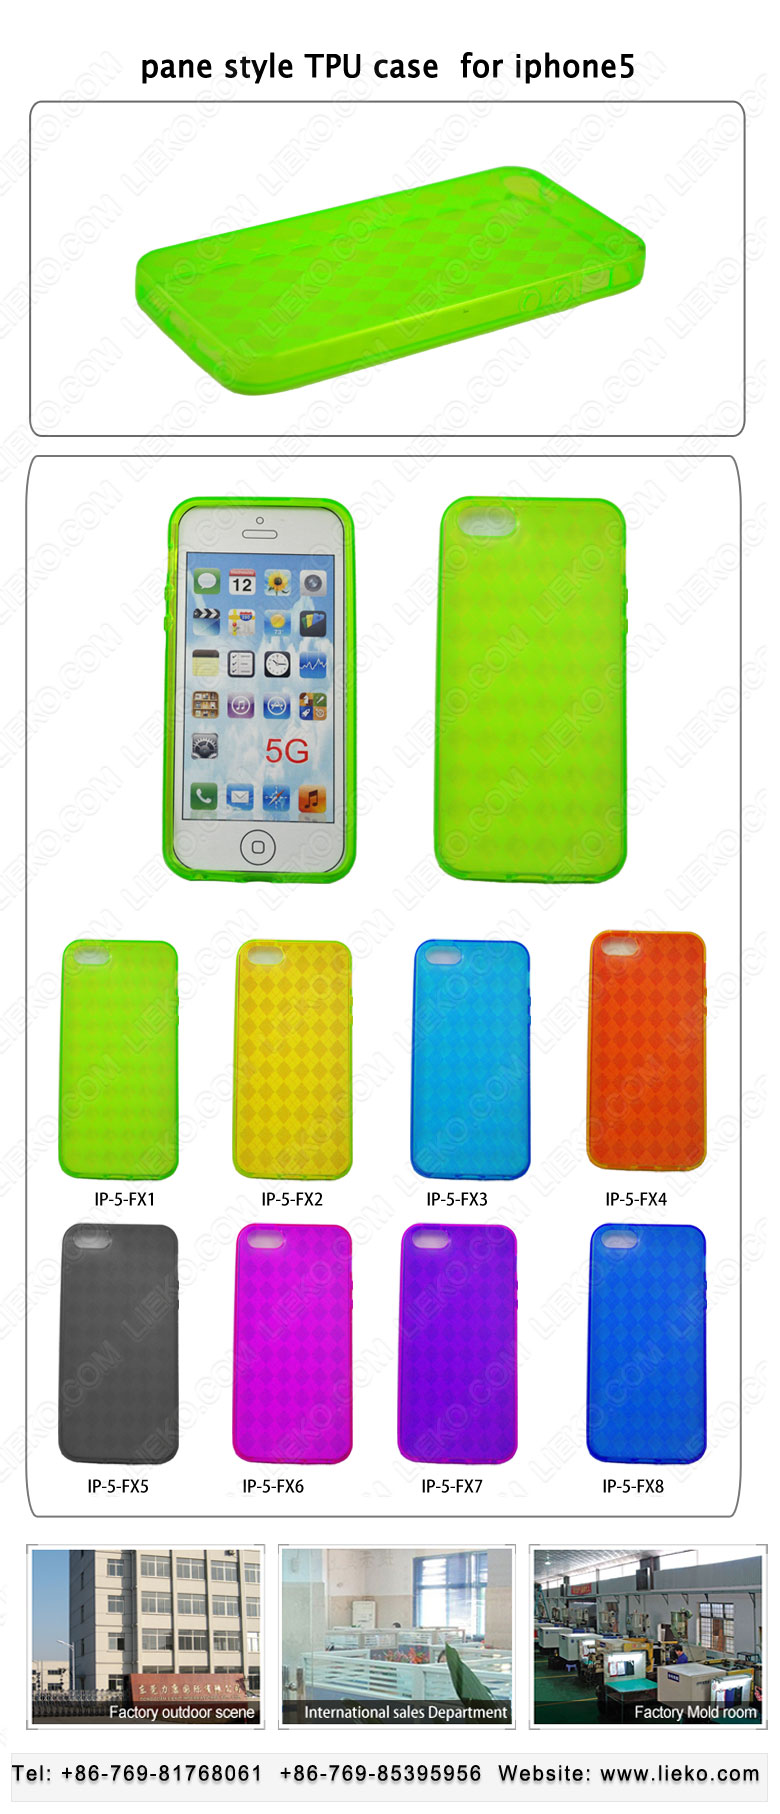 pane style TPU case for iphone5
12
5G
IP-5-FX1 IP-5-FX2 IP-5-FX3 IP-5-FX4
IP-5-FX5 IP-5-FX6 IP-5-FX7 IP-5-FX8
Factory outdoor scene
International sales Department
Factory Mold room
Tel: +86-769-81768061 +86-769-85395956 Website: www.lieko.com
LIEKO.COM